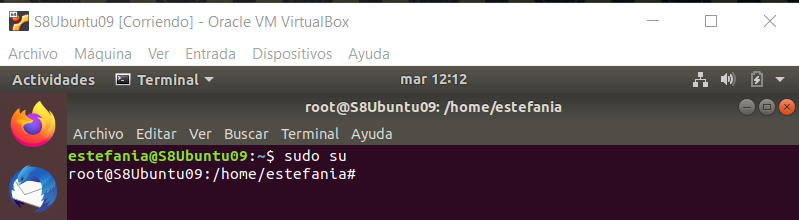 S8Ubuntu09 [Corriendo] - Oracle VM VirtualBox
Archivo Máquina Ver Entrada Dispositivos Ayuda
Actividades Terminal mar 12:12
root@S8Ubuntu09: /home/estefania
Archivo Editar Ver Buscar Terminal Ayuda
estefania@S8Ubuntu09:~$ sudo su
root@S8Ubuntu09:/home/estefania#